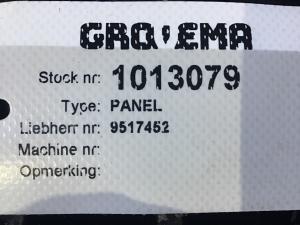 GRO'EMA
Stock nr: 1013079
Type: PANEL
Liebherr nr: 9517452
Machine nr:
Opmerking: